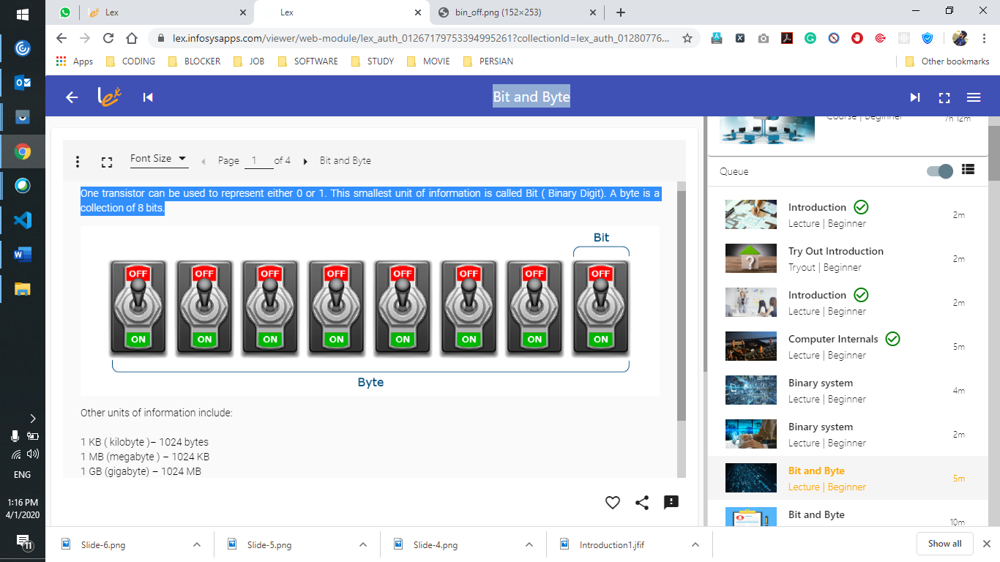 Lex
Lex
bin_off.png (152×253)
lex.infosysapps.com/viewer/web-module/lex_auth_01267179753394995261?collectionId=lex_auth_01280776...
Apps
CODING
BLOCKER
JOB
SOFTWARE
STUDY
MOVIE
PERSIAN
Other bookmarks
lex
Bit and Byte
Font Size
Page 1 of 4
Bit and Byte
One transistor can be used to represent either 0 or 1. This smallest unit of information is called Bit ( Binary Digit). A byte is a
collection of 8 bits.
Bit
OFF OFF OFF OFF OFF OFF OFF OFF
ON ON ON ON ON ON ON ON
Byte
Other units of information include:
1 KB ( kilobyte )– 1024 bytes
1 MB (megabyte ) – 1024 KB
1 GB (gigabyte) – 1024 MB
Course | Beginner
7h 12m
Queue
Introduction
Lecture | Beginner
2m
Try Out Introduction
Tryout | Beginner
2m
Introduction
Lecture | Beginner
2m
Computer Internals
Lecture | Beginner
5m
Binary system
Lecture | Beginner
4m
Binary system
Lecture | Beginner
2m
Bit and Byte
Lecture | Beginner
5m
Bit and Byte
10m
ENG
1:16 PM
4/1/2020
11
Slide-6.png
Slide-5.png
Slide-4.png
Introduction1.jfif
Show all